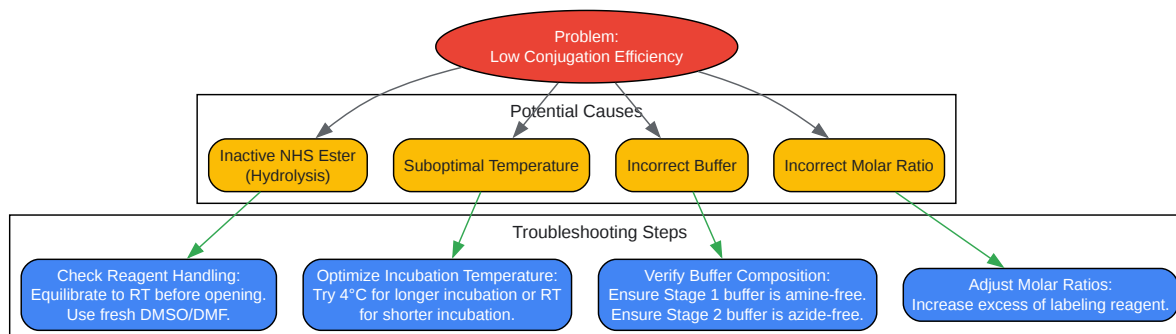 Problem:
Low Conjugation Efficiency
Potential Causes
Inactive NHS Ester
(Hydrolysis)
Suboptimal Temperature
Incorrect Buffer
Incorrect Molar Ratio
Troubleshooting Steps
Check Reagent Handling:
Equilibrate to RT before opening.
Use fresh DMSO/DMF.
Optimize Incubation Temperature:
Try 4°C for longer incubation or RT
for shorter incubation.
Verify Buffer Composition:
Ensure Stage 1 buffer is amine-free.
Ensure Stage 2 buffer is azide-free.
Adjust Molar Ratios:
Increase excess of labeling reagent.